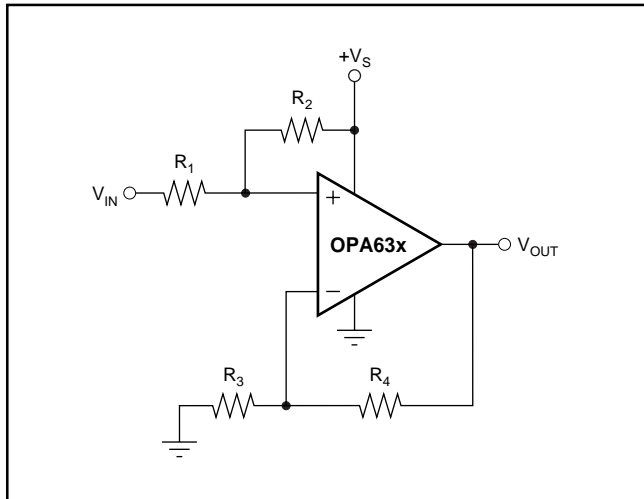 +V_S
R_2
R_1
V_IN
+
OPA63x
V_OUT
−
R_3
R_4